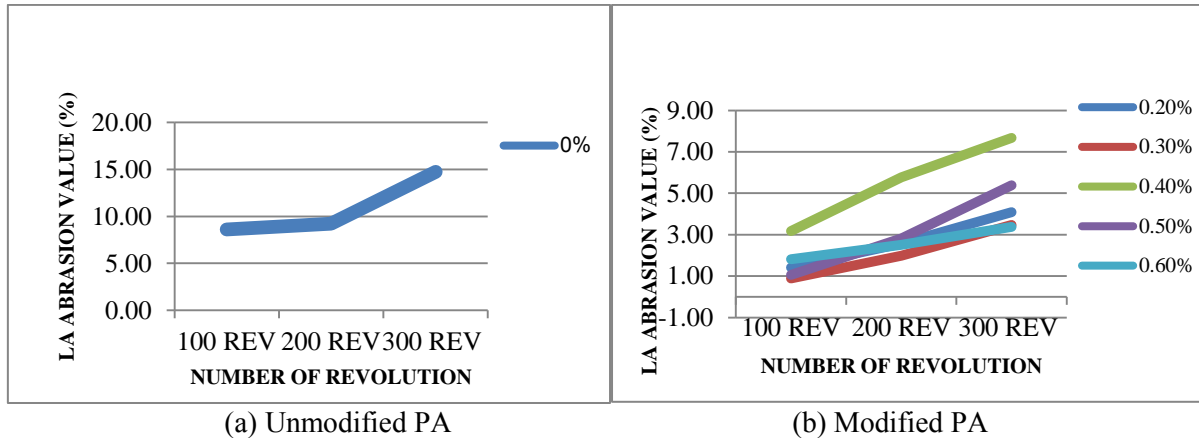 LA ABRASION VALUE (%)
20.00
15.00
10.00
5.00
0.00
100 REV 200 REV 300 REV
NUMBER OF REVOLUTION
0%
(a) Unmodified PA
LA ABRASION VALUE (%)
9.00
7.00
5.00
3.00
1.00
-1.00
100 REV 200 REV 300 REV
NUMBER OF REVOLUTION
0.20%
0.30%
0.40%
0.50%
0.60%
(b) Modified PA